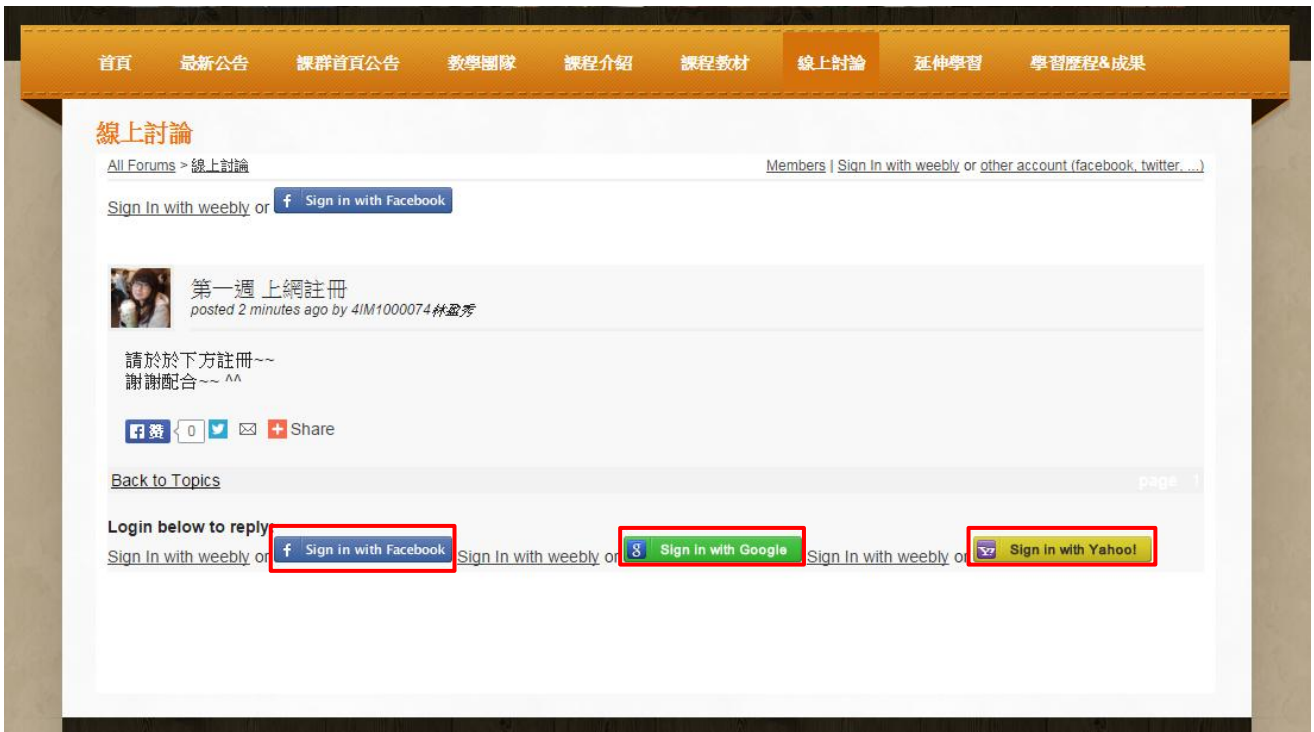 首頁 最新公告 課群首頁公告 教學團隊 課程介紹 課程教材 線上討論 延伸學習 學習歷程&成果
線上討論
All Forums > 線上討論 Members | Sign In with weebly or other account (facebook, twitter, ...)
Sign In with weebly or f Sign in with Facebook
第一週 上網註冊
posted 2 minutes ago by 4IM1000074林盈秀
請於於下方註冊~~
謝謝配合~~ ^^
f 讚 0 Share
Back to Topics page 1
Login below to reply:
Sign In with weebly or f Sign in with Facebook Sign In with weebly or 8 Sign in with Google Sign In with weebly or Y? Sign in with Yahoo!